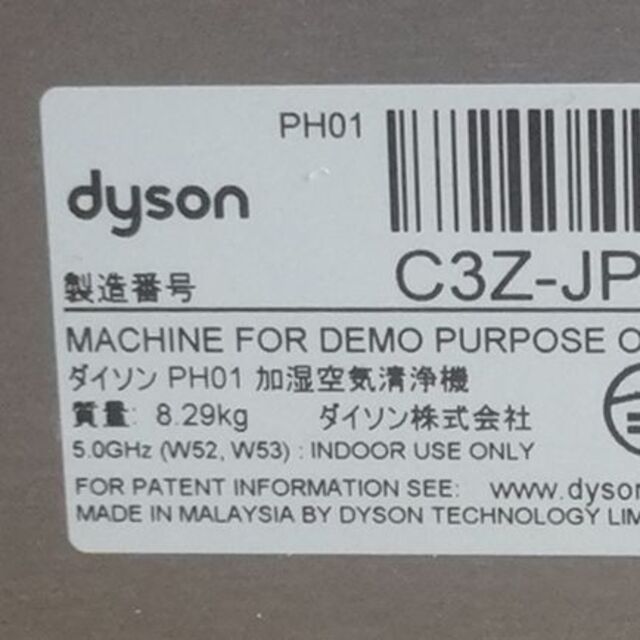 PH01
dyson
製造番号 C3Z-JP
MACHINE FOR DEMO PURPOSE O
ダイソン PH01 加湿空気清浄機
質量: 8.29kg ダイソン株式会社
5.0GHz (W52, W53) : INDOOR USE ONLY
FOR PATENT INFORMATION SEE: www.dyson
MADE IN MALAYSIA BY DYSON TECHNOLOGY LIM